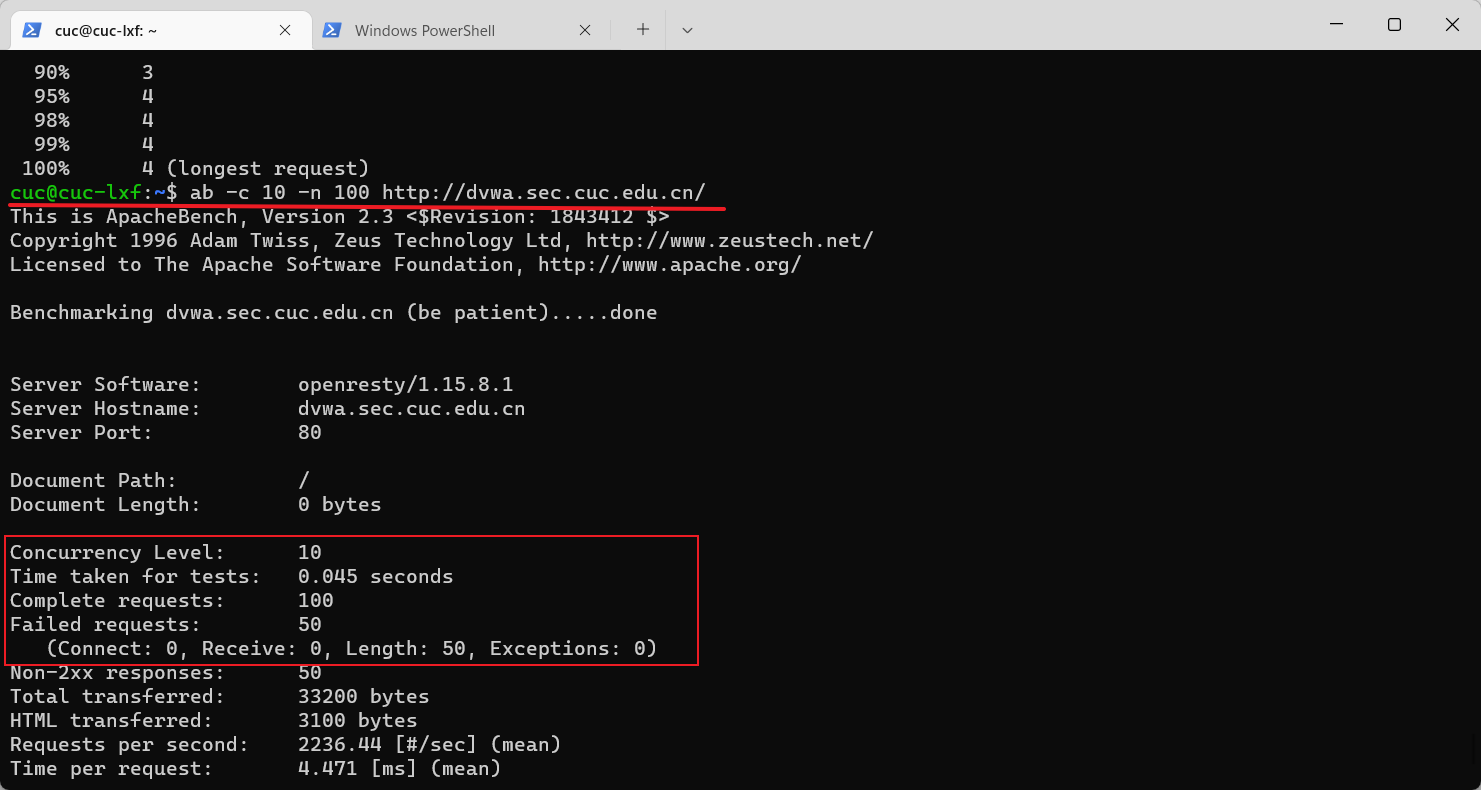 cuc@cuc-lxf: ~
Windows PowerShell
90% 3
95% 4
98% 4
99% 4
100% 4 (longest request)
cuc@cuc-lxf:~$ ab -c 10 -n 100 http://dvwa.sec.cuc.edu.cn/
This is ApacheBench, Version 2.3 <$Revision: 1843412 $>
Copyright 1996 Adam Twiss, Zeus Technology Ltd, http://www.zeustech.net/
Licensed to The Apache Software Foundation, http://www.apache.org/
Benchmarking dvwa.sec.cuc.edu.cn (be patient).....done
Server Software: openresty/1.15.8.1
Server Hostname: dvwa.sec.cuc.edu.cn
Server Port: 80
Document Path: /
Document Length: 0 bytes
Concurrency Level: 10
Time taken for tests: 0.045 seconds
Complete requests: 100
Failed requests: 50
(Connect: 0, Receive: 0, Length: 50, Exceptions: 0)
Non-2xx responses: 50
Total transferred: 33200 bytes
HTML transferred: 3100 bytes
Requests per second: 2236.44 [#/sec] (mean)
Time per request: 4.471 [ms] (mean)